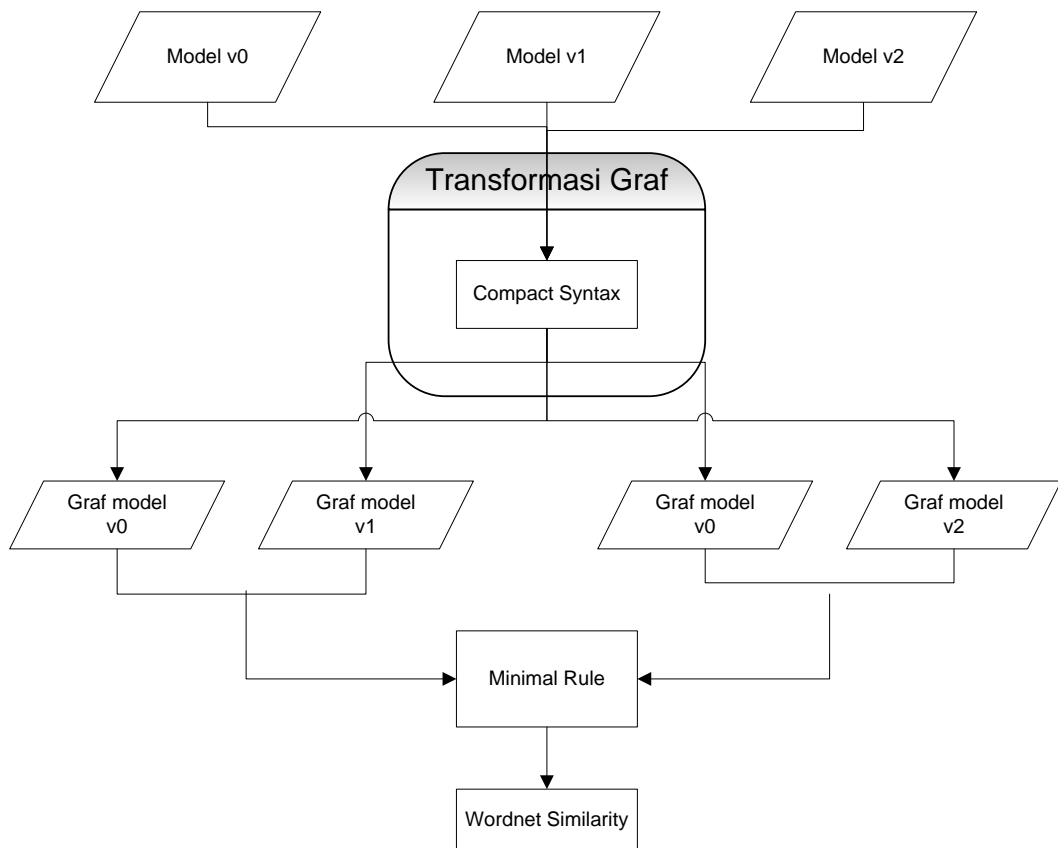 Model v0
Model v1
Model v2
Transformasi Graf
Compact Syntax
Graf model
v0
Graf model
v1
Graf model
v0
Graf model
v2
Minimal Rule
Wordnet Similarity